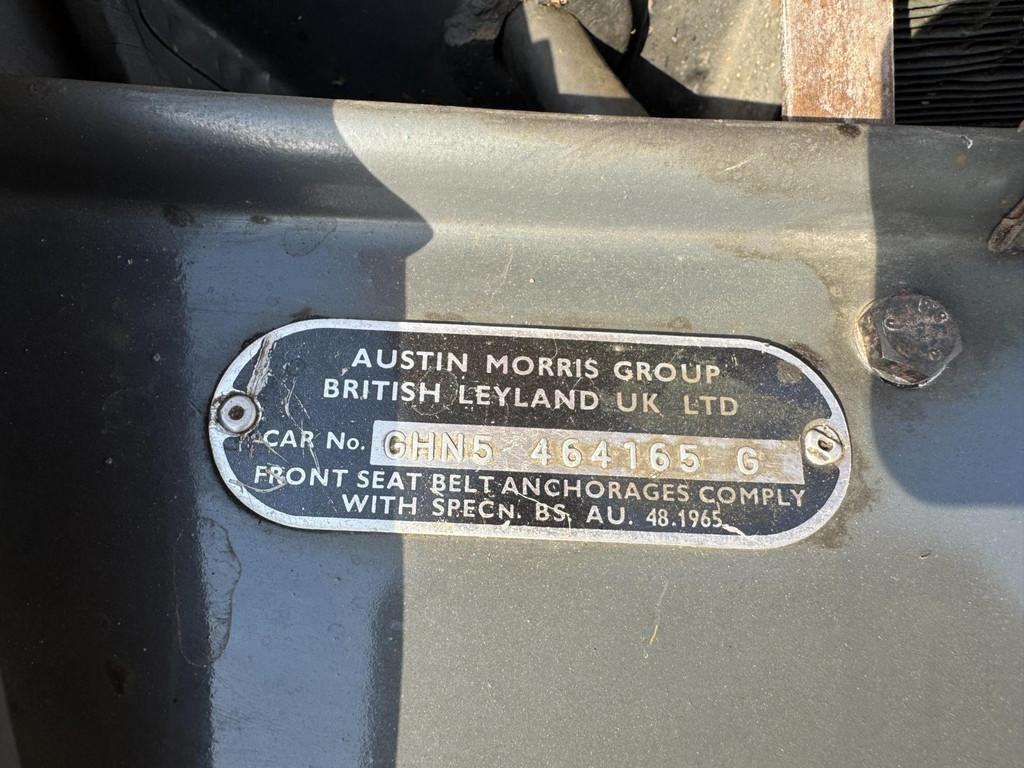 AUSTIN MORRIS GROUP
BRITISH LEYLAND UK LTD
CAR No. GHN5 464165 G
FRONT SEAT BELT ANCHORAGES COMPLY
WITH SPECN. BS. AU. 48.1965